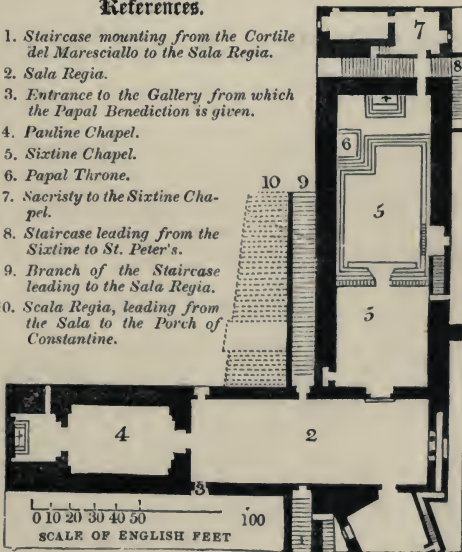 References.
1. Staircase mounting from the Cortile
del Maresciallo to the Sala Regia.
2. Sala Regia.
3. Entrance to the Gallery from which
the Papal Benediction is given.
4. Pauline Chapel.
5. Sixtine Chapel.
6. Papal Throne.
7. Sacristy to the Sixtine Cha-
pel.
8. Staircase leading from the
Sixtine to St. Peter's.
9. Branch of the Staircase
leading to the Sala Regia.
0. Scala Regia, leading from
the Sala to the Porch of
Constantine.
7
8
6
10 9
5
5
4
2
3
1
0 10 20 30 40 50 100
SCALE OF ENGLISH FEET